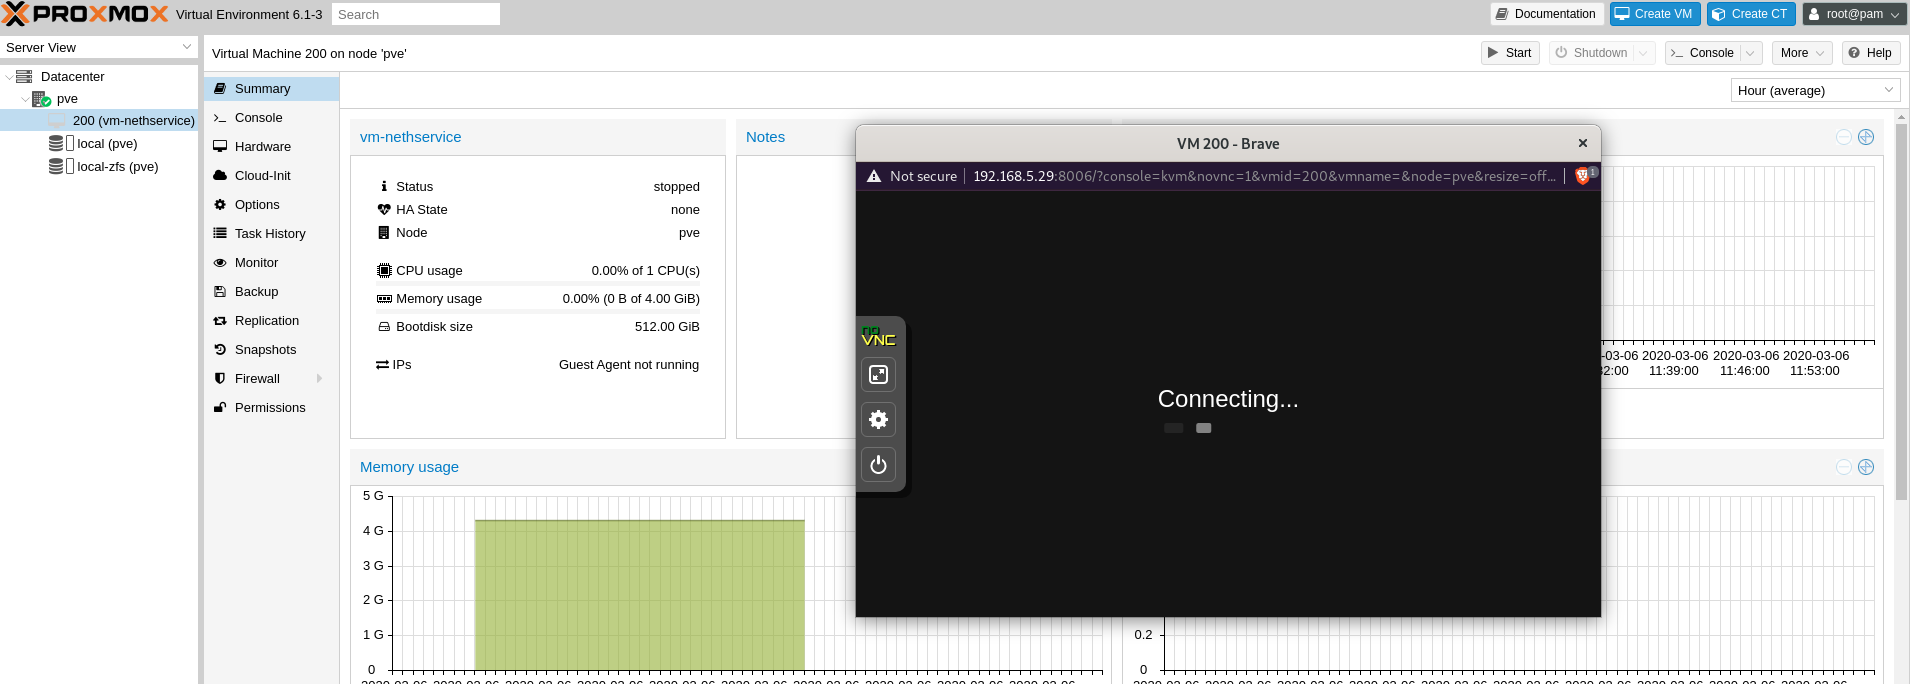 PROXMOX Virtual Environment 6.1-3 Search Documentation Create VM Create CT root@pam
Server View
Virtual Machine 200 on node 'pve' Start Shutdown Console More Help
Datacenter
pve
200 (vm-nethservice)
local (pve)
local-zfs (pve)
Summary
Console
Hardware
Cloud-Init
Options
Task History
Monitor
Backup
Replication
Snapshots
Firewall
Permissions
Hour (average)
vm-nethservice
Status stopped
HA State none
Node pve
CPU usage 0.00% of 1 CPU(s)
Memory usage 0.00% (0 B of 4.00 GiB)
Bootdisk size 512.00 GiB
IPs Guest Agent not running
Notes
VM 200 - Brave
Not secure 192.168.5.29:8006/?console=kvm&novnc=1&vmid=200&vmname=&node=pve&resize=off... 1
no
VNC
Connecting...
-03-06 2020-03-06 2020-03-06 2020-03-06
32:00 11:39:00 11:46:00 11:53:00
Memory usage
5 G
4 G
3 G
2 G
1 G
0
0.2
0